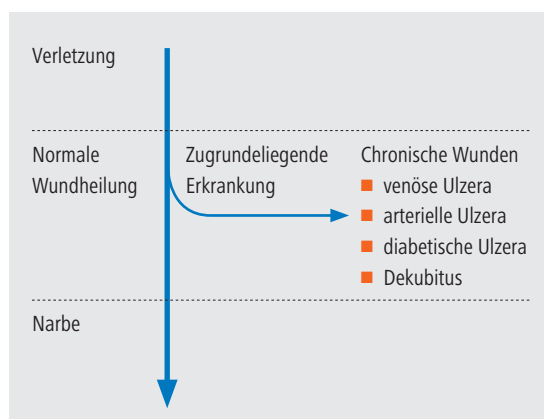 Verletzung
Normale
Wundheilung
Zugrundeliegende
Erkrankung
Chronische Wunden
venöse Ulzera
arterielle Ulzera
diabetische Ulzera
Dekubitus
Narbe